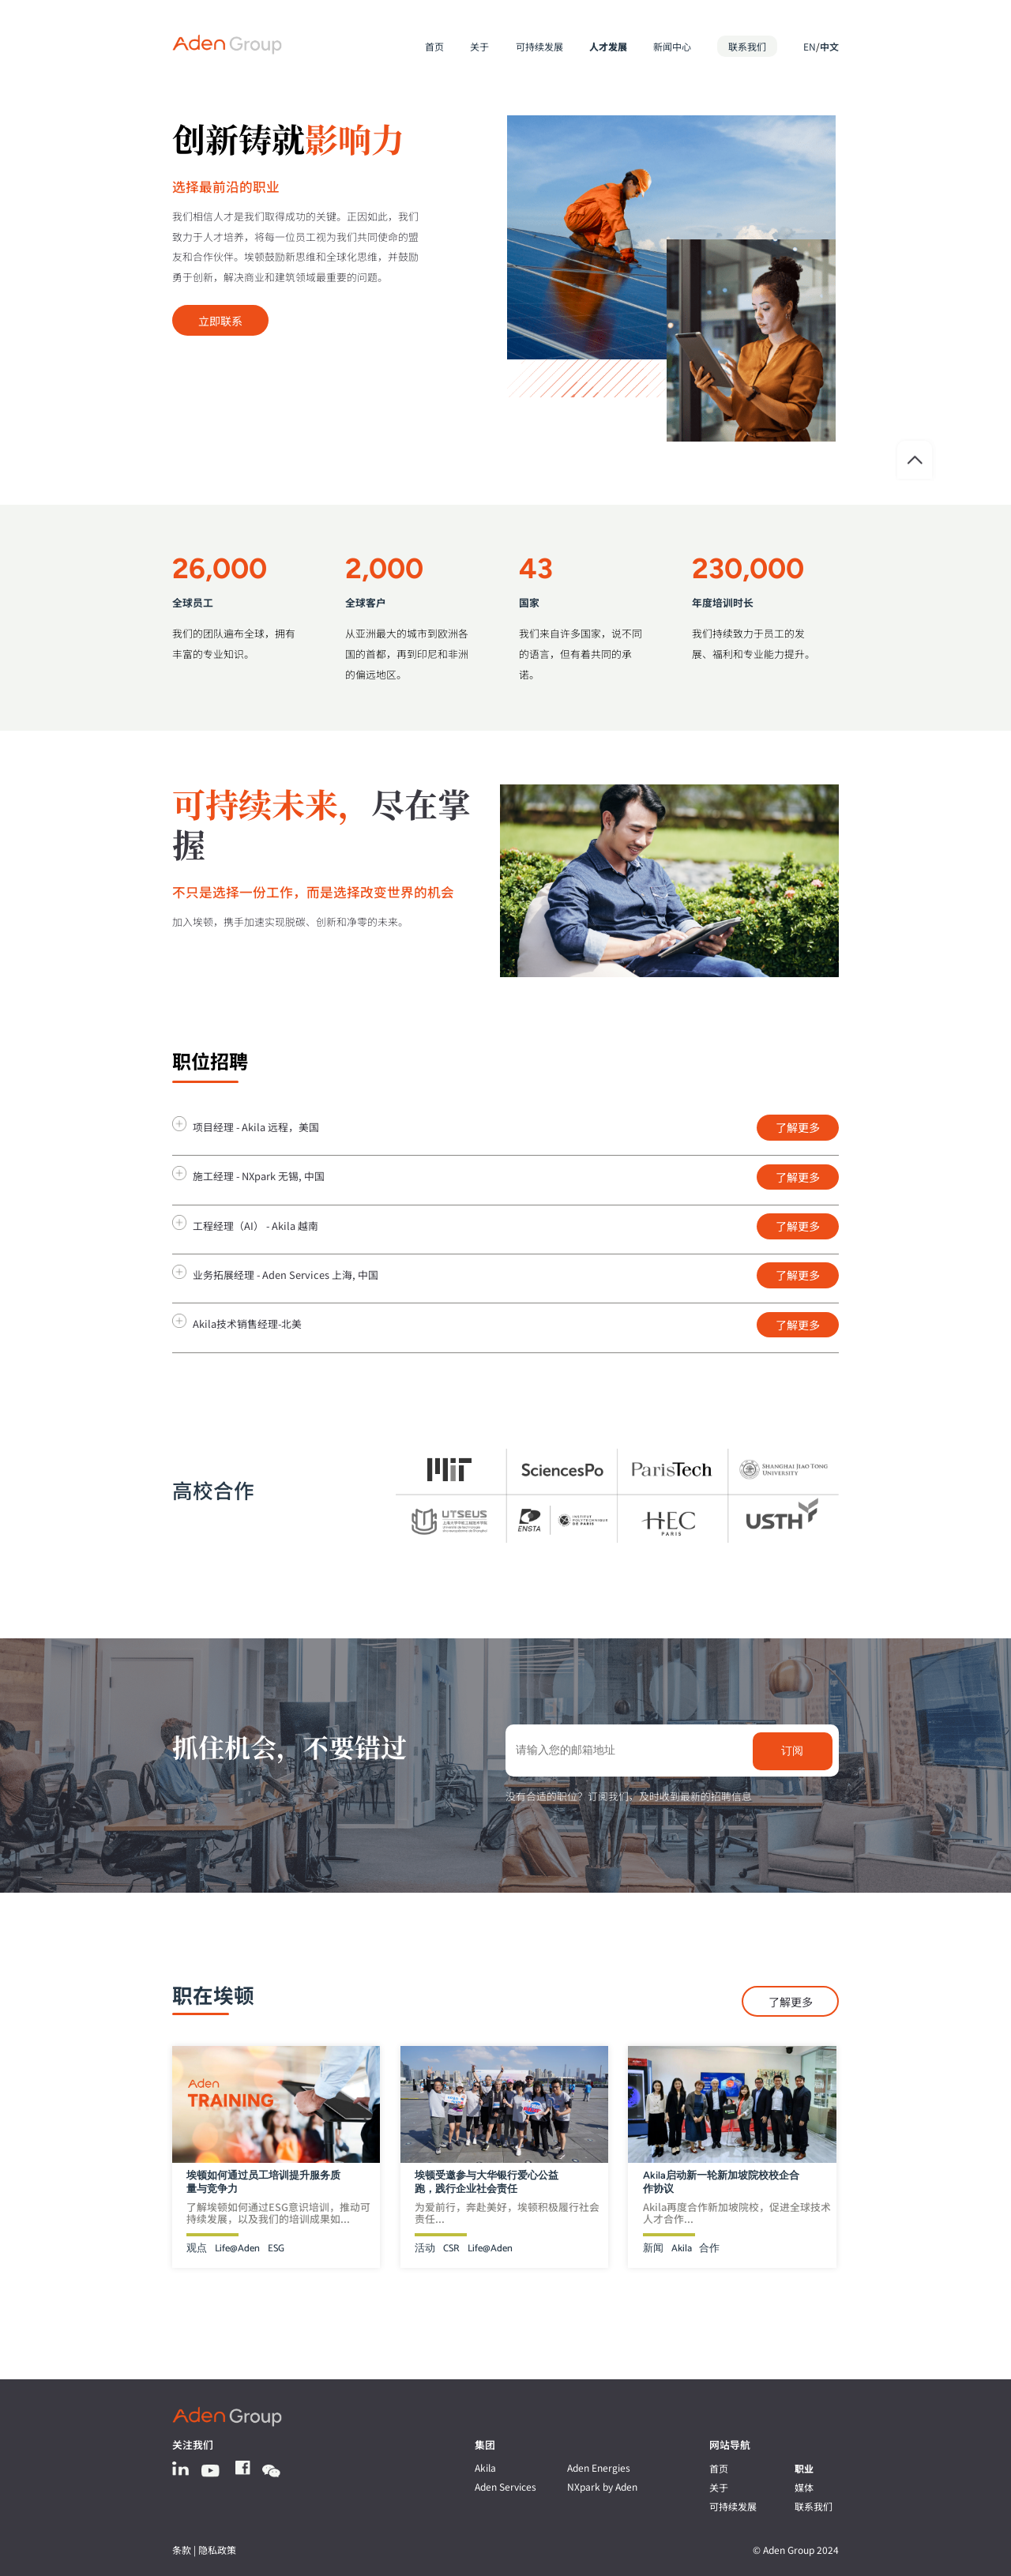 Aden Group
首页
关于
可持续发展
人才发展
新闻中心
联系我们
EN/中文
创新铸就影响力
选择最前沿的职业
我们相信人才是我们取得成功的关键。正因如此，我们
致力于人才培养，将每一位员工视为我们共同使命的盟
友和合作伙伴。埃顿鼓励新思维和全球化思维，并鼓励
勇于创新，解决商业和建筑领域最重要的问题。
立即联系
26,000
全球员工
我们的团队遍布全球，拥有
丰富的专业知识。
2,000
全球客户
从亚洲最大的城市到欧洲各
国的首都，再到印尼和非洲
的偏远地区。
43
国家
我们来自许多国家，说不同
的语言，但有着共同的承
诺。
230,000
年度培训时长
我们持续致力于员工的发
展、福利和专业能力提升。
可持续未来，尽在掌
握
不只是选择一份工作，而是选择改变世界的机会
加入埃顿，携手加速实现脱碳、创新和净零的未来。
职位招聘
项目经理 - Akila 远程，美国
了解更多
施工经理 - NXpark 无锡, 中国
了解更多
工程经理（AI） - Akila 越南
了解更多
业务拓展经理 - Aden Services 上海, 中国
了解更多
Akila技术销售经理-北美
了解更多
高校合作
MIT
SciencesPo
ParisTech
SHANGHAI JIAO TONG
UNIVERSITY
UTSEUS
ENSTA
INSTITUT
POLYTECHNIQUE
DE PARIS
HEC
PARIS
USTH
抓住机会，不要错过
请输入您的邮箱地址
订阅
没有合适的职位？订阅我们，及时收到最新的招聘信息
职在埃顿
了解更多
Aden
TRAINING
埃顿如何通过员工培训提升服务质
量与竞争力
了解埃顿如何通过ESG意识培训，推动可
持续发展，以及我们的培训成果如...
观点 Life@Aden ESG
埃顿受邀参与大华银行爱心公益
跑，践行企业社会责任
为爱前行，奔赴美好，埃顿积极履行社会
责任...
活动 CSR Life@Aden
Akila启动新一轮新加坡院校校企合
作协议
Akila再度合作新加坡院校，促进全球技术
人才合作...
新闻 Akila 合作
Aden Group
关注我们
集团
Akila
Aden Energies
Aden Services
NXpark by Aden
网站导航
首页
职业
关于
媒体
可持续发展
联系我们
条款 | 隐私政策
© Aden Group 2024